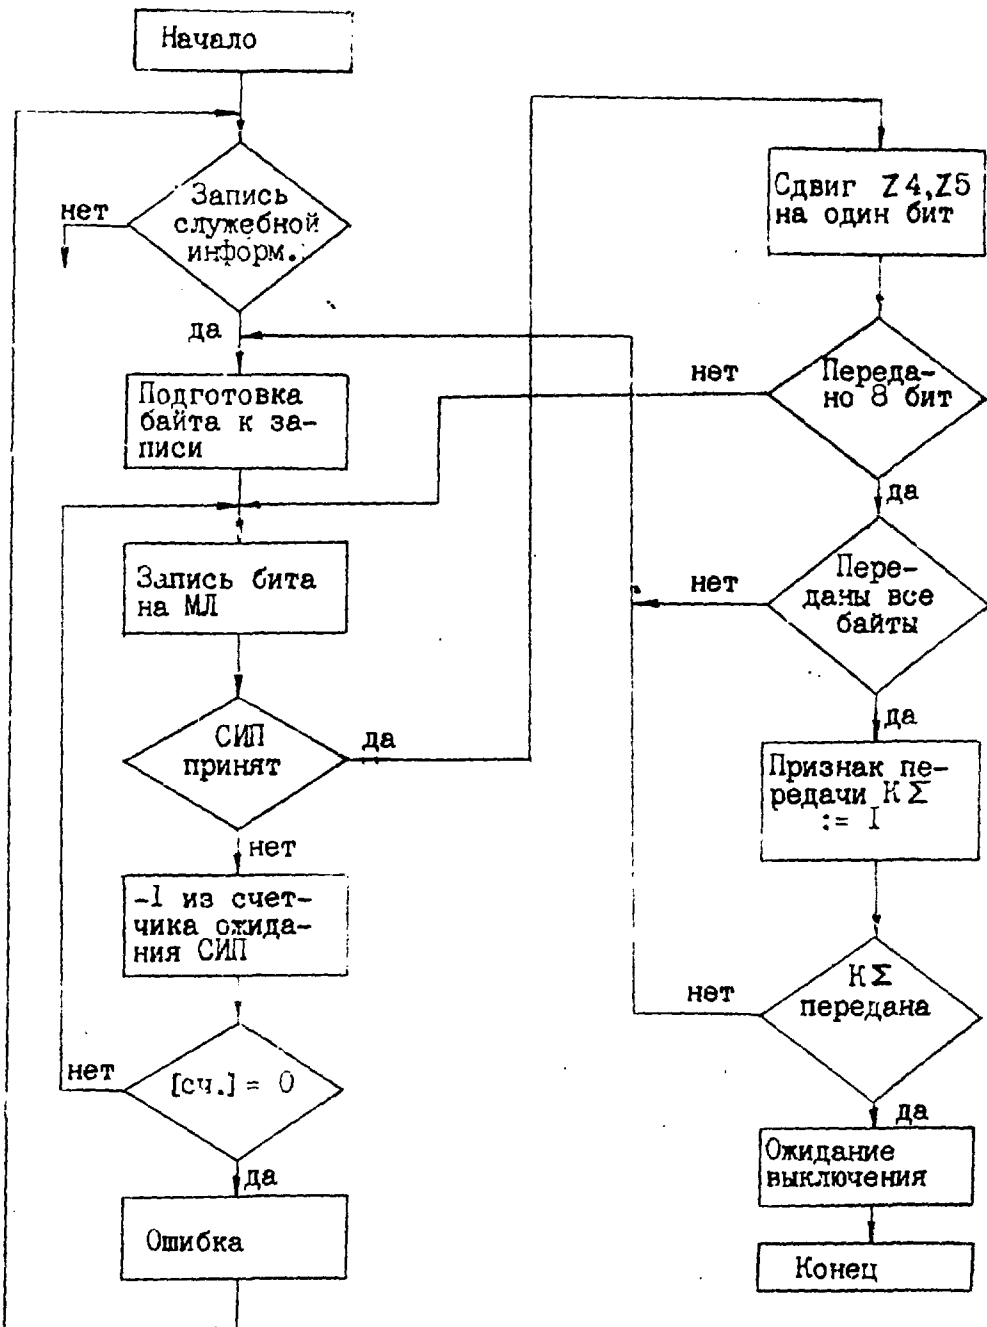 Начало
Запись
служебной
информ.
нет
да
Подготовка
байта к за-
писи
Запись бита
на МЛ
СИП
принят
да
нет
-1 из счет-
чика ожида-
ния СИП
[сч.] = 0
нет
да
Ошибка
Сдвиг Z4,Z5
на один бит
Переда-
но 8 бит
нет
да
Пере-
даны все
байты
нет
да
Признак пе-
редачи КΣ
:= I
КΣ
передана
нет
да
Ожидание
выключения
Конец